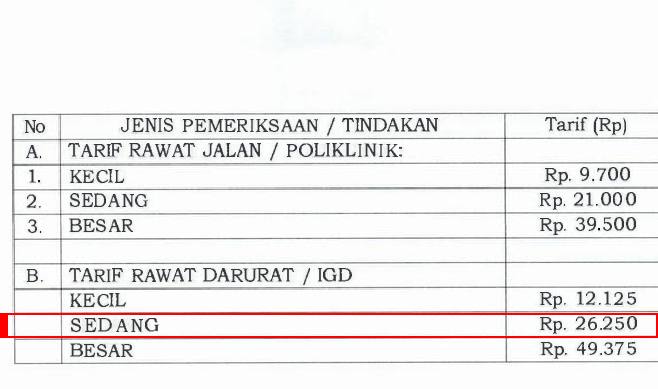 No JENIS PEMERIKSAAN / TINDAKAN Tarif (Rp)
A. TARIF RAWAT JALAN / POLIKLINIK:
1. KECIL Rp. 9.700
2. SEDANG Rp. 21.000
3. BESAR Rp. 39.500
B. TARIF RAWAT DARURAT / IGD
KECIL Rp. 12.125
SEDANG Rp. 26.250
BESAR Rp. 49.375